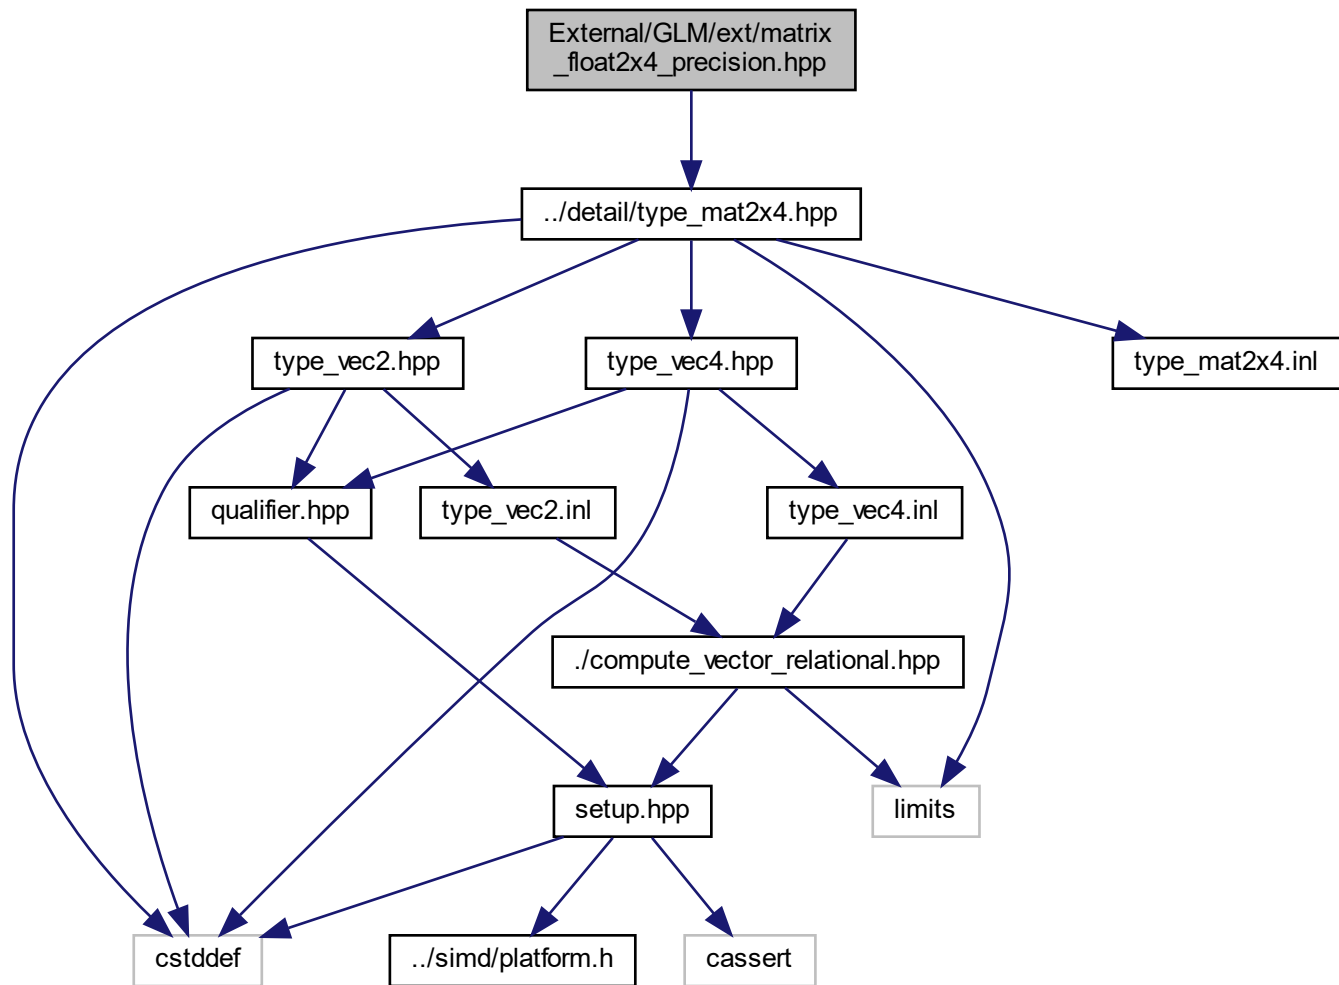 External/GLM/ext/matrix
_float2x4_precision.hpp
../detail/type_mat2x4.hpp
type_vec2.hpp
type_vec4.hpp
type_mat2x4.inl
qualifier.hpp
type_vec2.inl
type_vec4.inl
./compute_vector_relational.hpp
setup.hpp
limits
cstddef
../simd/platform.h
cassert